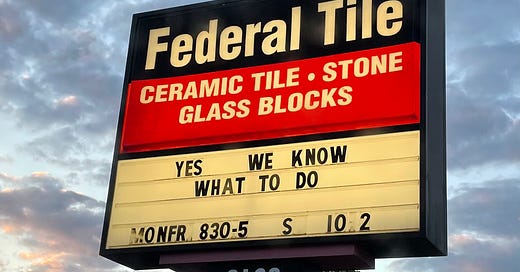 Federal Tile
CERAMIC TILE • STONE
GLASS BLOCKS
YES WE KNOW
WHAT TO DO
MONFR 830-5 S 10 2